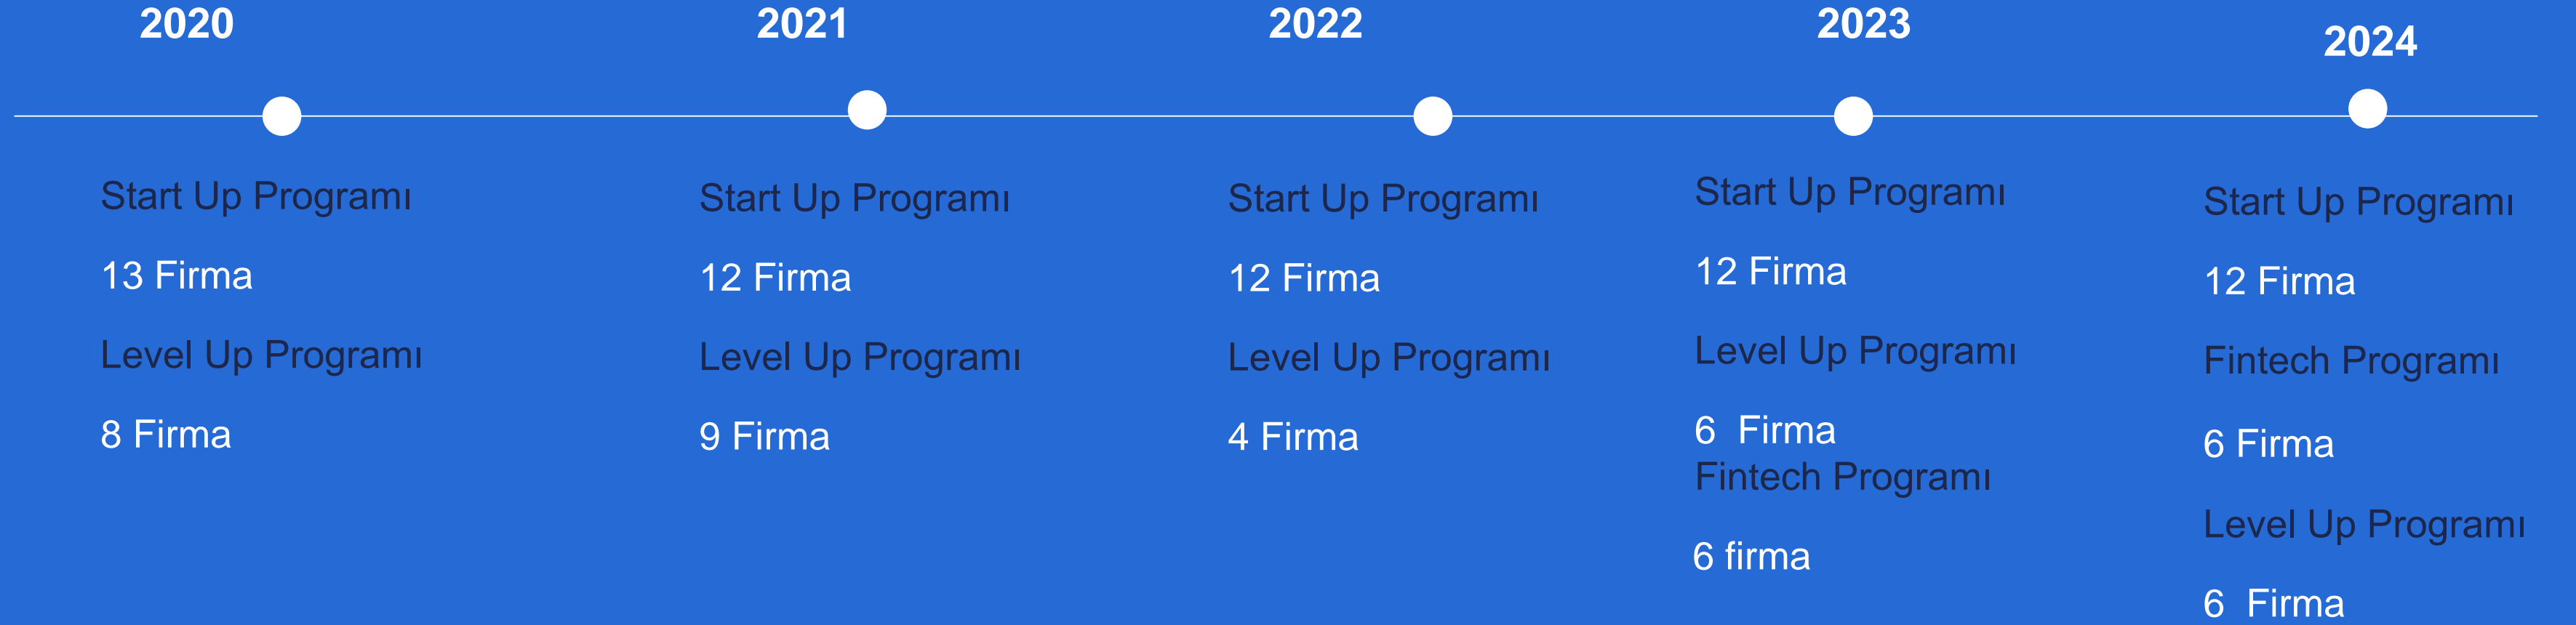 2020
Start Up Programı
13 Firma
Level Up Programı
8 Firma
2021
Start Up Programı
12 Firma
Level Up Programı
9 Firma
2022
Start Up Programı
12 Firma
Level Up Programı
4 Firma
2023
Start Up Programı
12 Firma
Level Up Programı
6  Firma
Fintech Programı
6 firma
2024
Start Up Programı
12 Firma
Fintech Programı
6 Firma
Level Up Programı
6  Firma